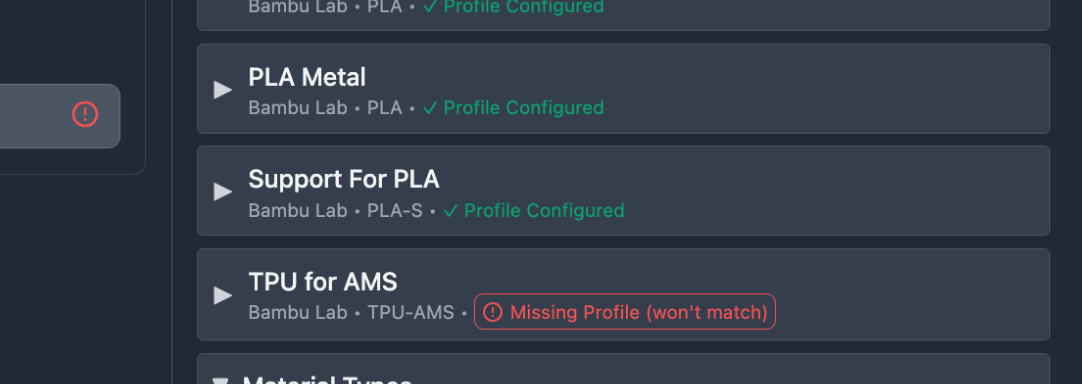 Bambu Lab • PLA • ✓ Profile Configured
PLA Metal
Bambu Lab • PLA • ✓ Profile Configured
Support For PLA
Bambu Lab • PLA-S • ✓ Profile Configured
TPU for AMS
Bambu Lab • TPU-AMS • Missing Profile (won't match)
Material Types